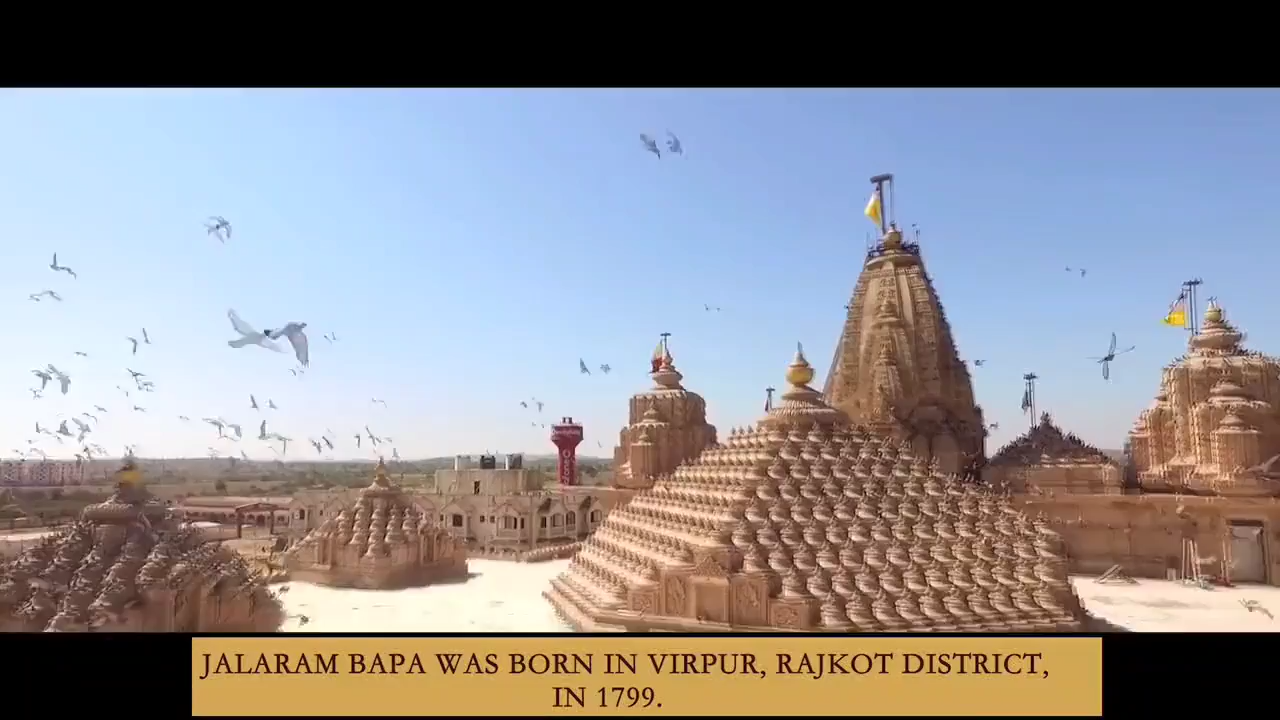 JALARAM BAPA WAS BORN IN VIRPUR, RAJKOT DISTRICT,
IN 1799.